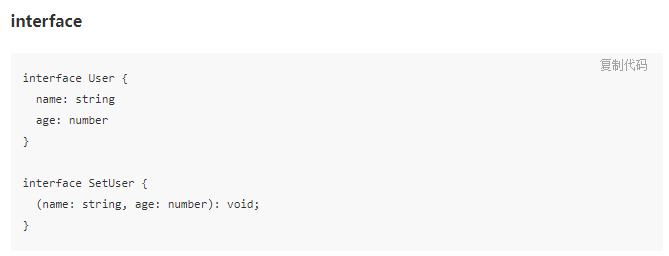 interface
复制代码
interface User {
  name: string
  age: number
}
interface SetUser {
  (name: string, age: number): void;
}